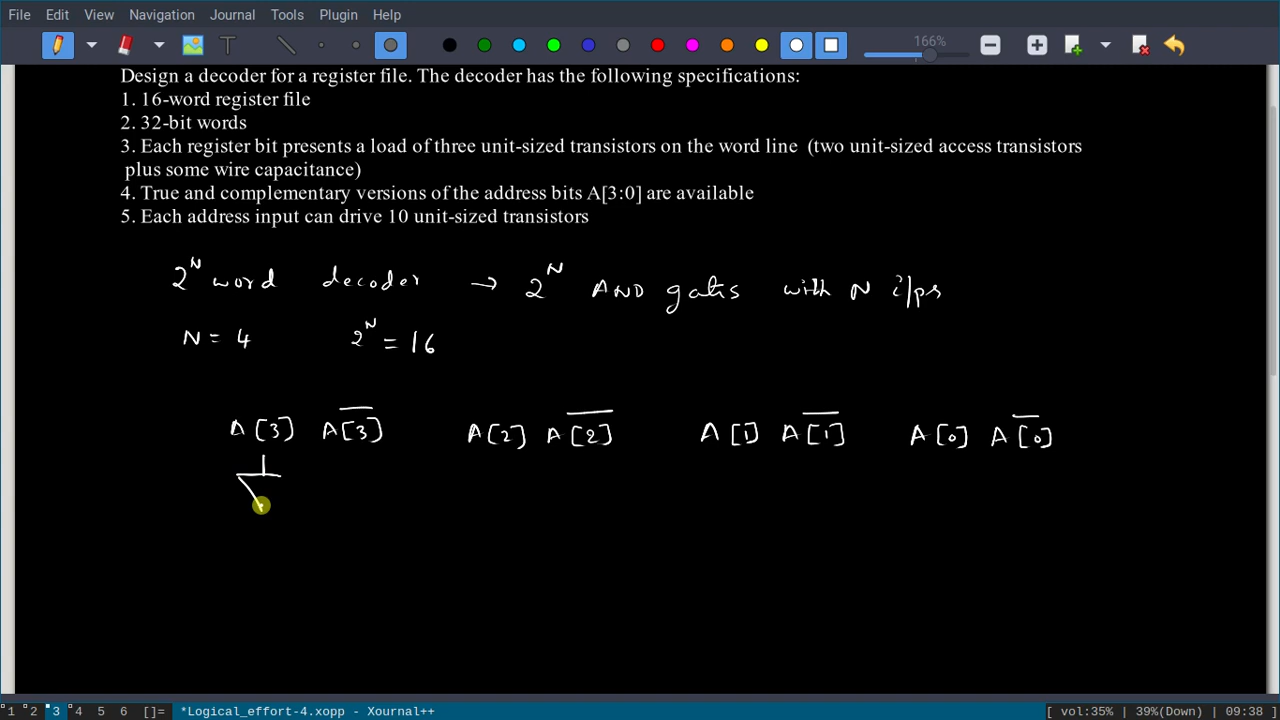 File Edit View Navigation Journal Tools Plugin Help
166%
Design a decoder for a register file. The decoder has the following specifications:
1. 16-word register file
2. 32-bit words
3. Each register bit presents a load of three unit-sized transistors on the word line (two unit-sized access transistors
plus some wire capacitance)
4. True and complementary versions of the address bits A[3:0] are available
5. Each address input can drive 10 unit-sized transistors
2^N word decoder → 2^N AND gates with N i/ps
N = 4 2^N = 16
A[3] A̅[̅3̅]̅ A[2] A̅[̅2̅]̅ A[1] A̅[̅1̅]̅ A[0] A̅[̅0̅]̅
1 2 3 4 5 6 []= *Logical_effort-4.xopp - Xournal++ [ vol:35% | 39%(Down) | 09:38 ]